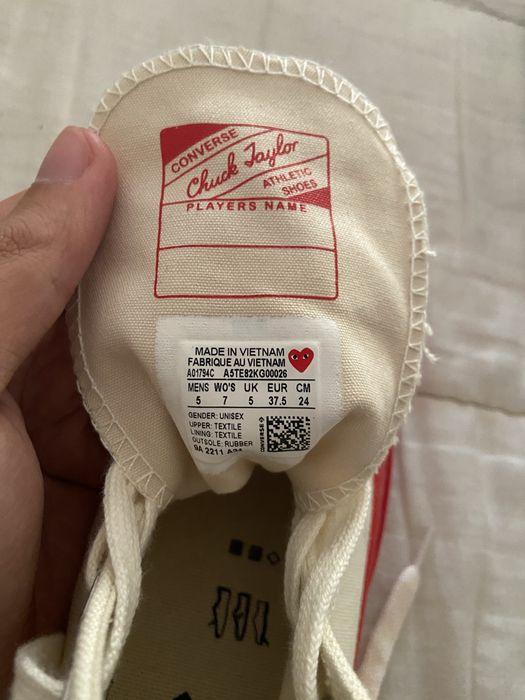 CONVERSE
Chuck Taylor
ATHLETIC
SHOES
PLAYERS NAME
MADE IN VIETNAM
FABRIQUE AU VIETNAM
A01794C A5TE82KG00026
MENS WO'S UK EUR CM
5 7 5 37.5 24
GENDER: UNISEX
UPPER: TEXTILE
LINING: TEXTILE
OUTSOLE: RUBBER
2211
CONVERSE